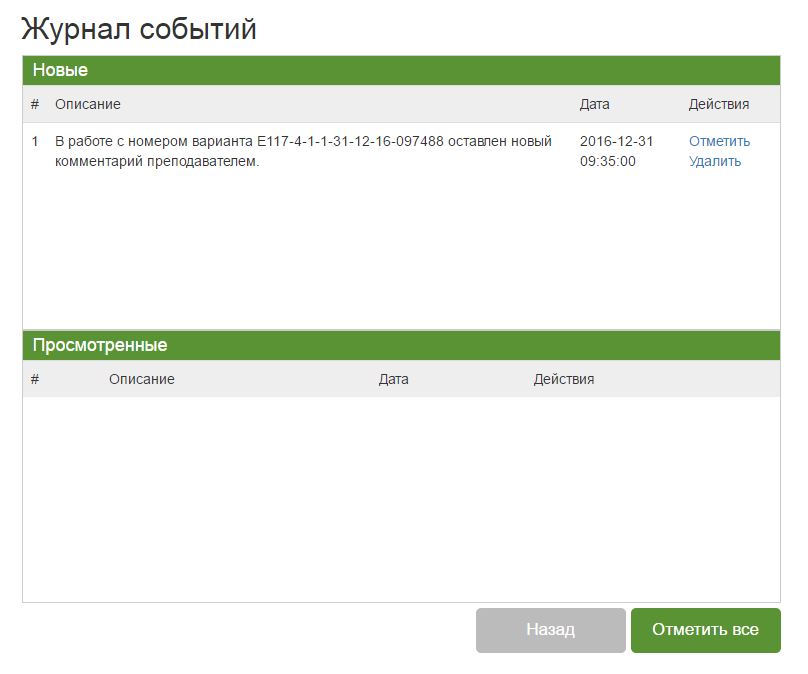 Журнал событий
Новые
# Описание Дата Действия
1 В работе с номером варианта E117-4-1-1-31-12-16-097488 оставлен новый 2016-12-31 Отметить
комментарий преподавателем. 09:35:00 Удалить
Просмотренные
# Описание Дата Действия
Назад Отметить все